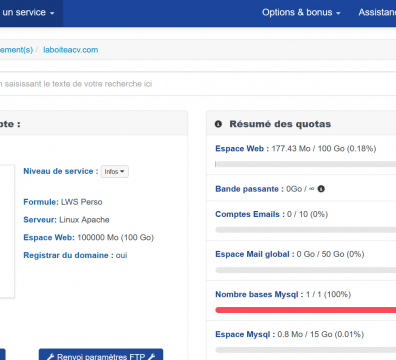 un service
Options & bonus
Assistan
ement(s) / laboiteacv.com
n saisissant le texte de votre recherche ici
pte :
Niveau de service : Infos
Formule: LWS Perso
Serveur: Linux Apache
Espace Web: 100000 Mo (100 Go)
Registrar du domaine : oui
Renvoi paramètres FTP
Résumé des quotas
Espace Web : 177.43 Mo / 100 Go (0.18%)
Bande passante : 0Go / ∞
Comptes Emails : 0 / 10 (0%)
Espace Mail global : 0 Go / 50 Go (0%)
Nombre bases Mysql : 1 / 1 (100%)
Espace Mysql : 0.8 Mo / 15 Go (0.01%)